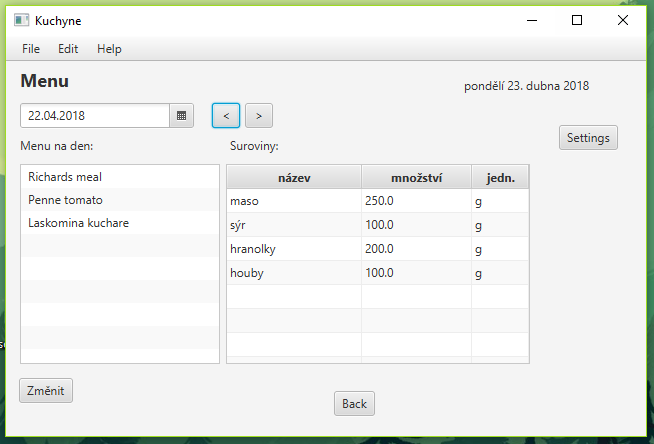 Kuchyne
File Edit Help
Menu
pondělí 23. dubna 2018
22.04.2018 < >
Settings
Menu na den: Suroviny:
název množství jedn.
Richards meal
Penne tomato
Laskomina kuchare
maso 250.0 g
sýr 100.0 g
hranolky 200.0 g
houby 100.0 g
Změnit
Back